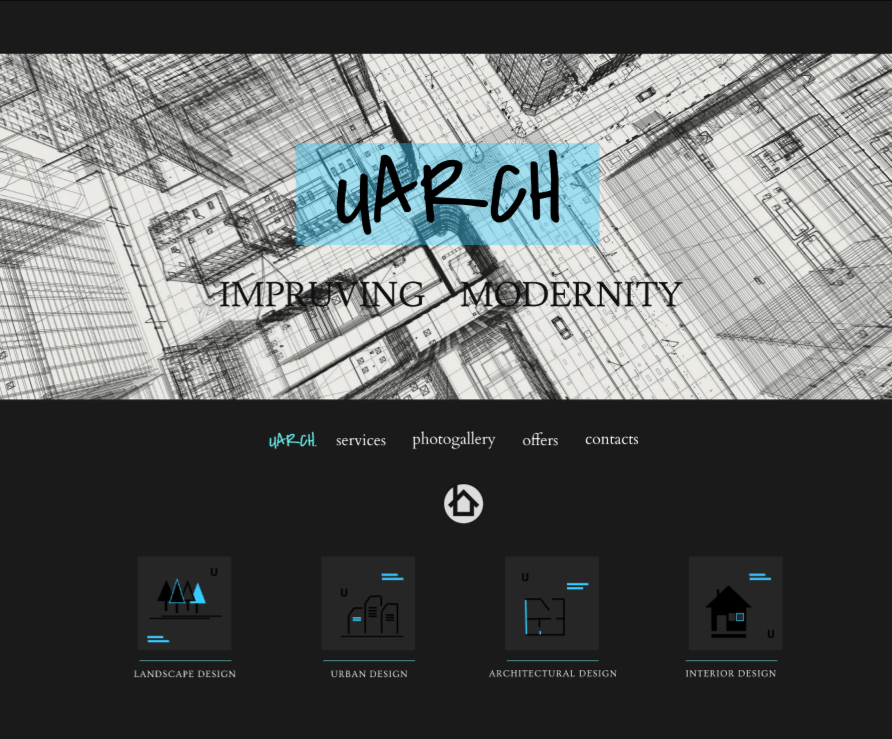 UARCH
IMPRUVING MODERNITY
UARCH. services photogallery offers contacts
U
U
U
U
LANDSCAPE DESIGN URBAN DESIGN ARCHITECTURAL DESIGN INTERIOR DESIGN